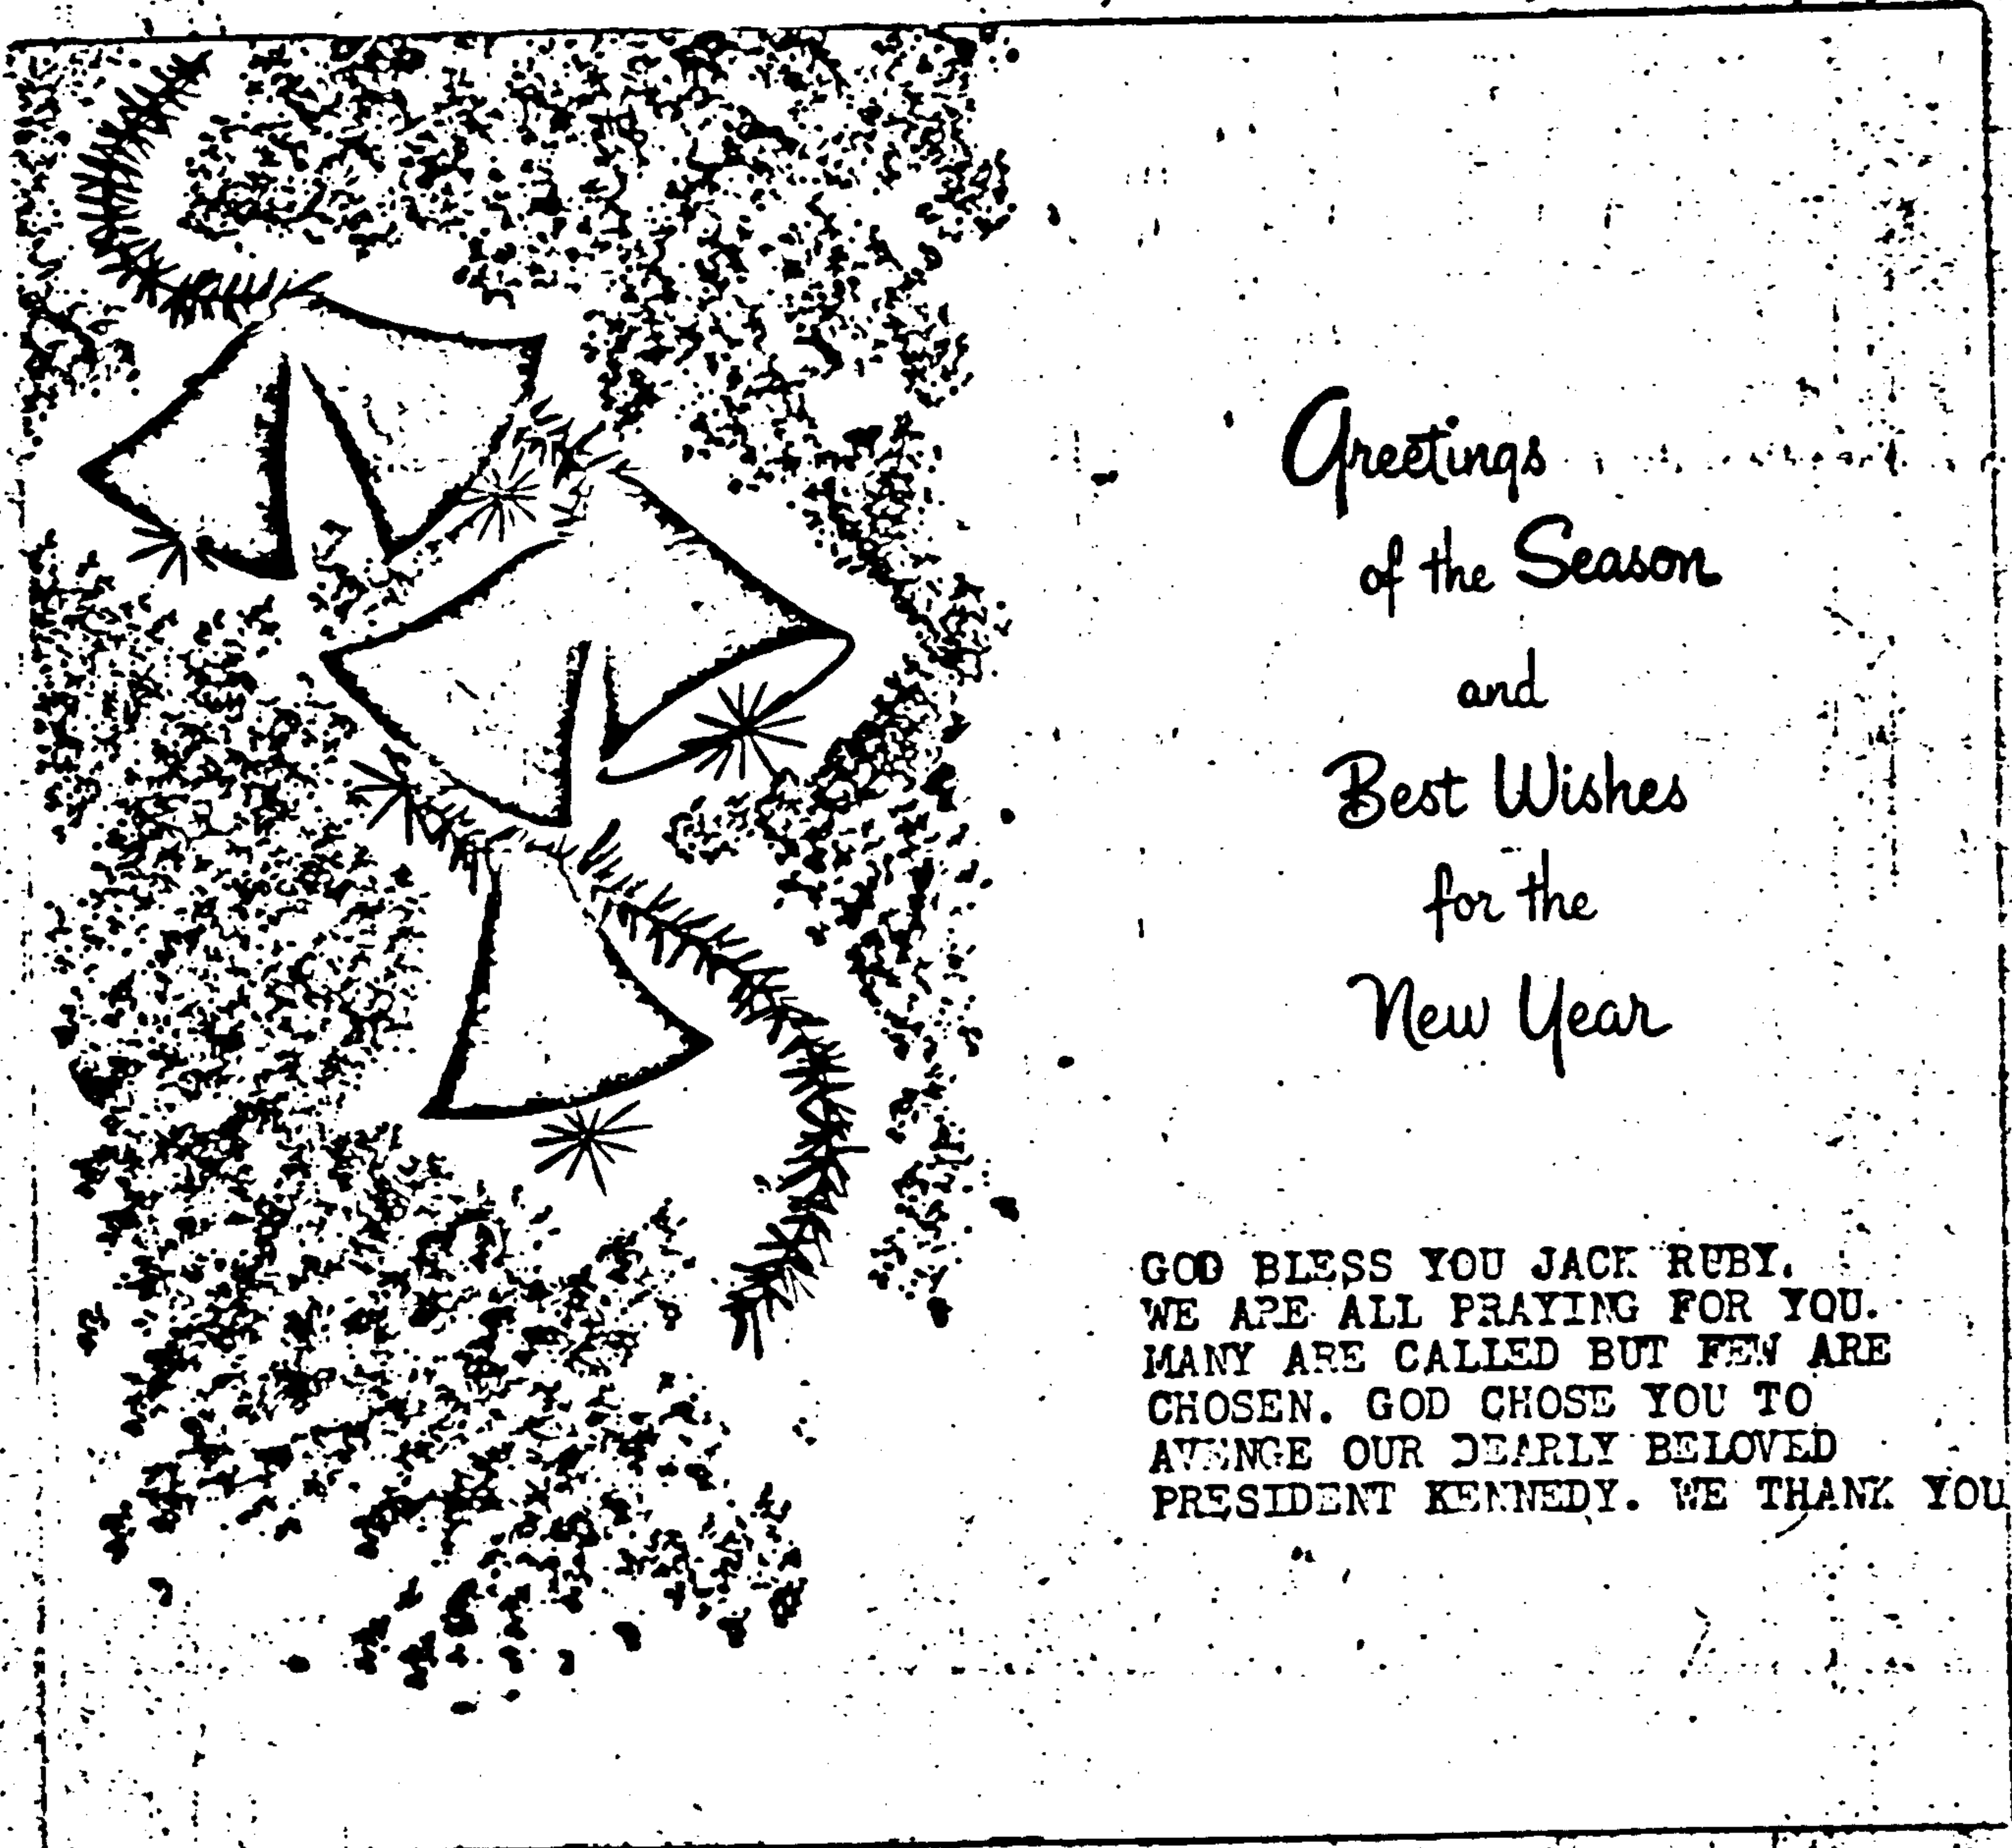 Greetings
of the Season
and
Best Wishes
for the
New Year
GOD BLESS YOU JACK RUBY.
WE ARE ALL PRAYING FOR YOU.
MANY ARE CALLED BUT FEW ARE
CHOSEN. GOD CHOSE YOU TO
AVENGE OUR DEARLY BELOVED
PRESIDENT KENNEDY. WE THANK YOU